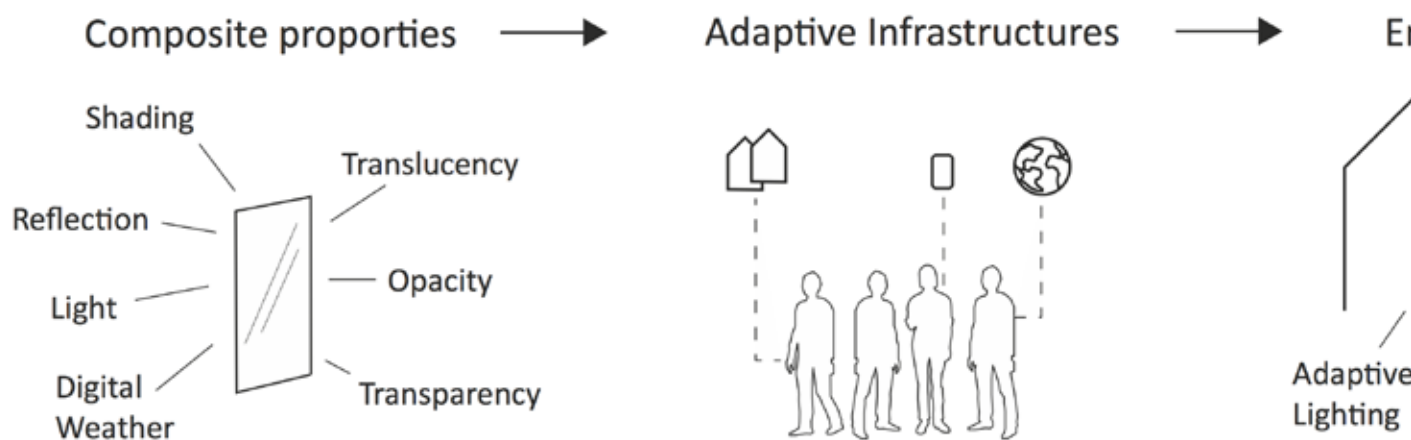 Composite proporties
Adaptive Infrastructures
Shading
Translucency
Reflection
Opacity
Light
Digital
Weather
Transparency
Adaptive
Lighting